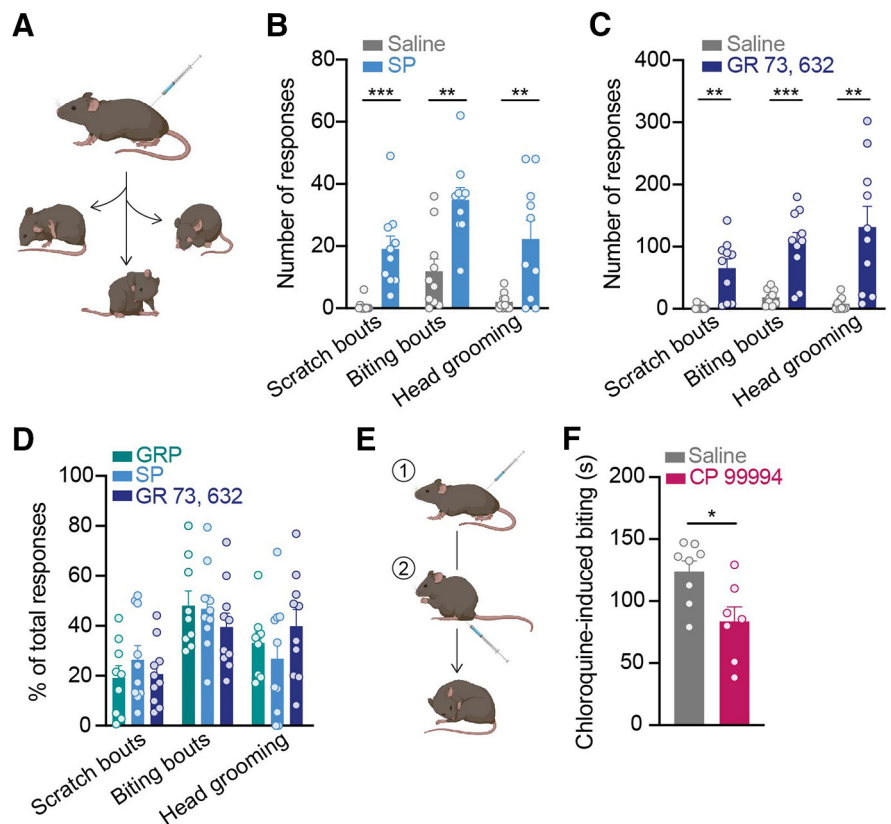 A
B
Saline
SP
Number of responses
80
60
40
20
0
***
**
**
Scratch bouts
Biting bouts
Head grooming
C
Saline
GR 73, 632
Number of responses
400
300
200
100
0
**
***
**
Scratch bouts
Biting bouts
Head grooming
D
GRP
SP
GR 73, 632
% of total responses
100
80
60
40
20
0
Scratch bouts
Biting bouts
Head grooming
E
1
2
F
Saline
CP 99994
Chloroquine-induced biting (s)
200
150
100
50
0
*